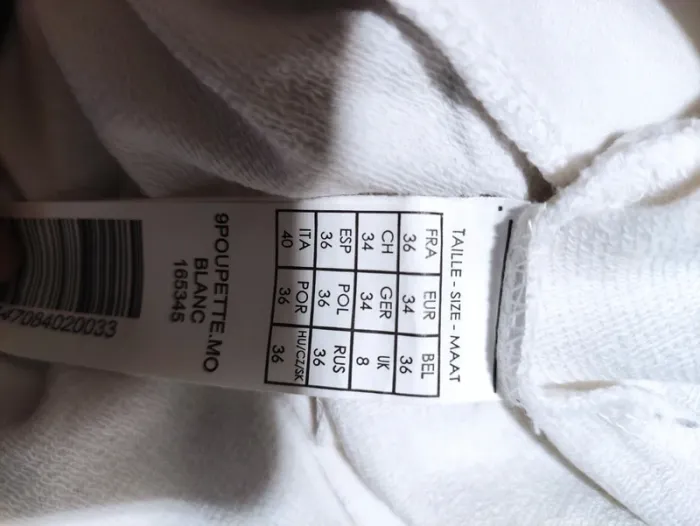 TAILLE - SIZE - MAAT
FRA EUR BEL
36 34 36
CH GER UK
34 34 8
ESP POL RUS
36 36 36
ITA POR HU/CZ/SK
40 36 36
9POUPETTE.MO
BLANC
165345
47084020033